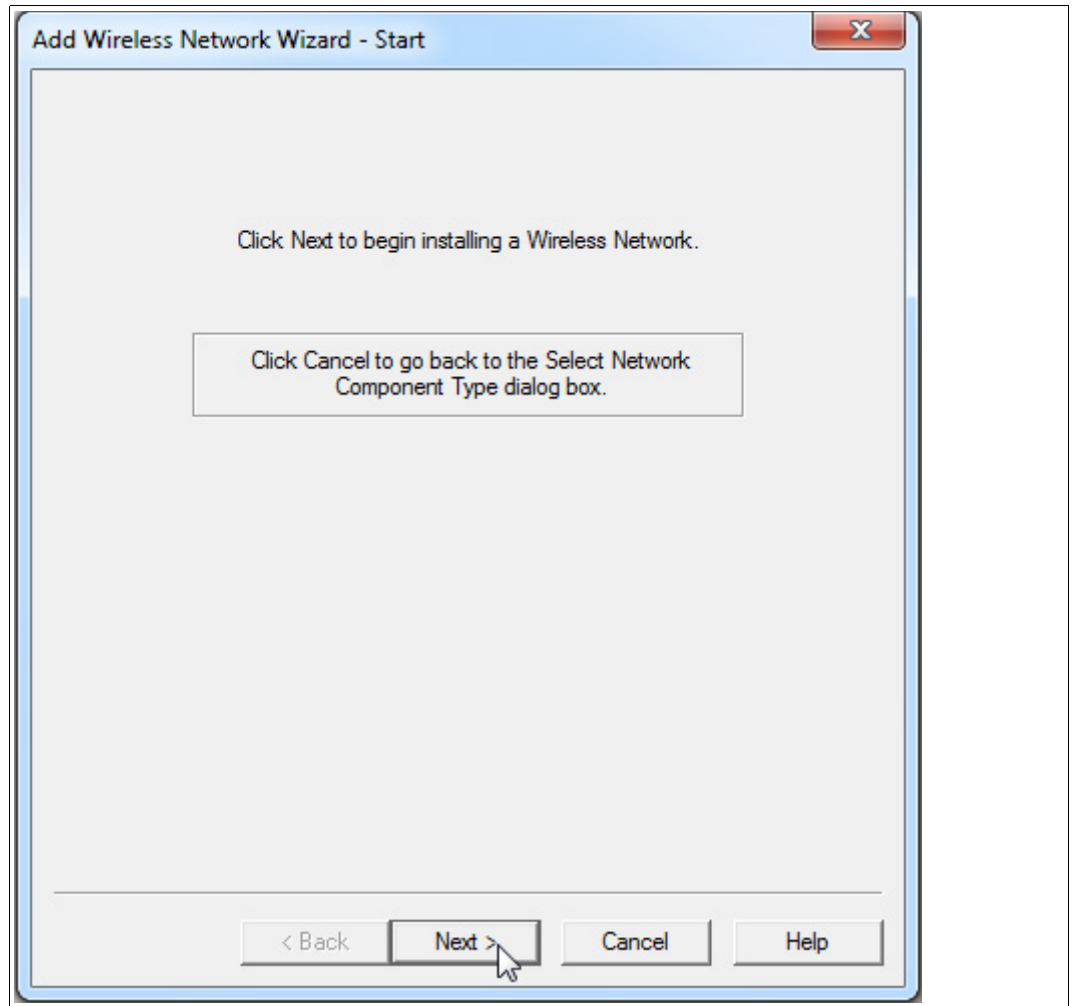 Add Wireless Network Wizard - Start
Click Next to begin installing a Wireless Network.
Click Cancel to go back to the Select Network
Component Type dialog box.
< Back Next > Cancel Help